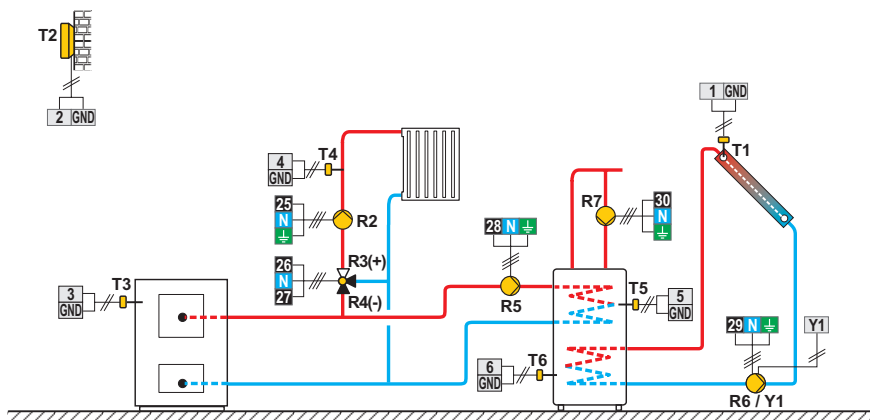 T2
2 GND
1 GND
T1
4
GND
T4
25
N
R2
R7
30
N
28 N
26
N
27
R3(+)
R4(-)
3
GND
T3
R5
T5
5
GND
29 N
Y1
6
GND
T6
R6 / Y1